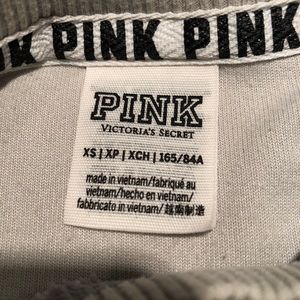 PINK PINK PINK
PINK
VICTORIA'S SECRET
XS | XP | XCH | 165/84A
made in vietnam/fabriqué au
vietnam/hecho en vietnam/
fabbricato in vietnam/越南制造